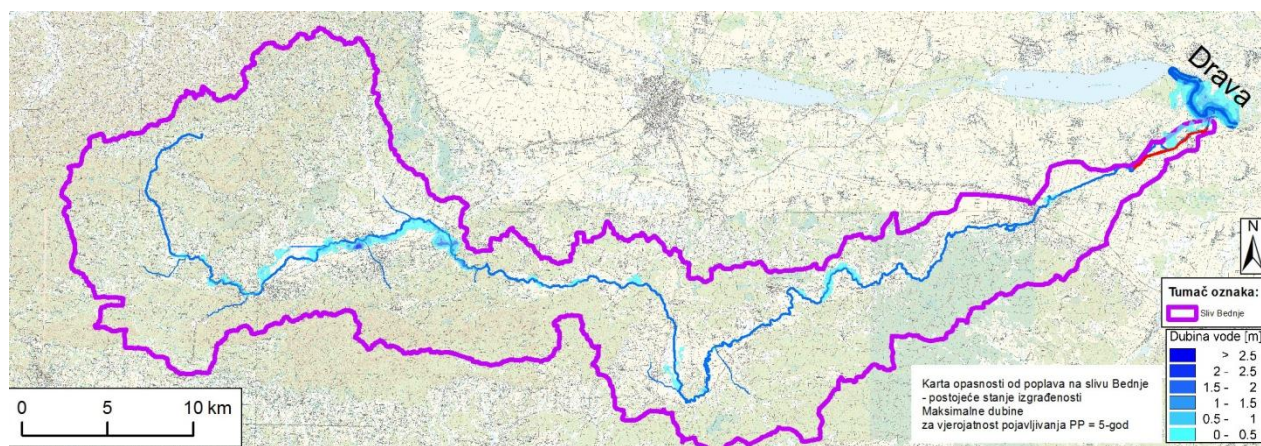 Drava
N
Tumač oznaka:
Sliv Bednje
Dubina vode [m]
> 2.5
2 - 2.5
1.5 - 2
1 - 1.5
0.5 - 1
0 - 0.5
Karta opasnosti od poplava na slivu Bednje
- postojeće stanje izgrađenosti
Maksimalne dubine
za vjerojatnost pojavljivanja PP = 5-god
0 5 10 km